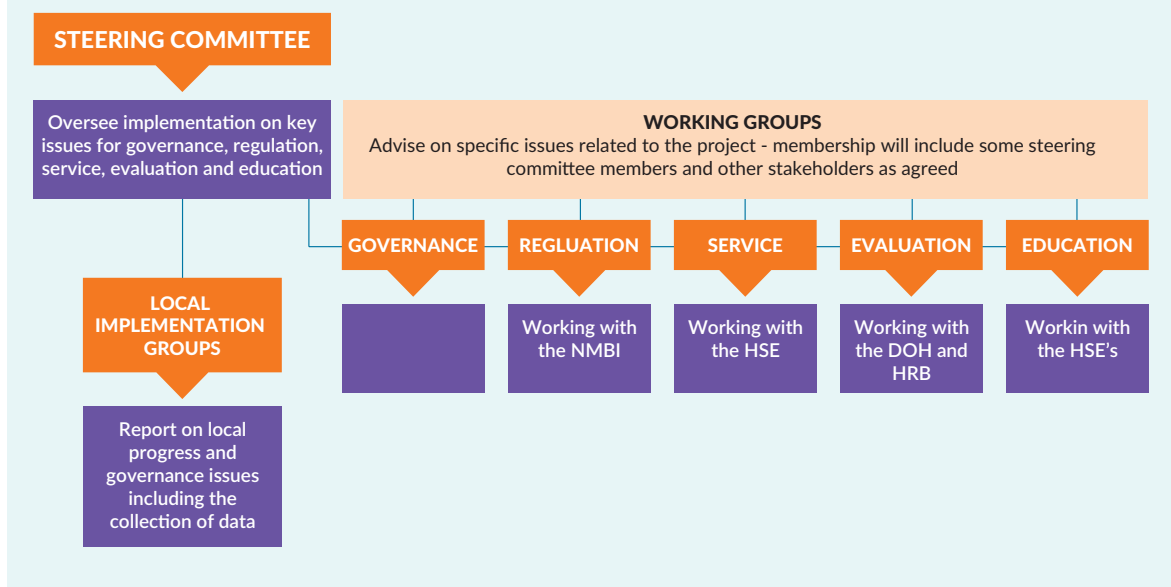 STEERING COMMITTEE
Oversee implementation on key
issues for governance, regulation,
service, evaluation and education
WORKING GROUPS
Advise on specific issues related to the project - membership will include some steering
committee members and other stakeholders as agreed
GOVERNANCE
REGLUATION
SERVICE
EVALUATION
EDUCATION
Working with
the NMBI
Working with
the HSE
Working with
the DOH and
HRB
Workin with
the HSE’s
LOCAL
IMPLEMENTATION
GROUPS
Report on local
progress and
governance issues
including the
collection of data